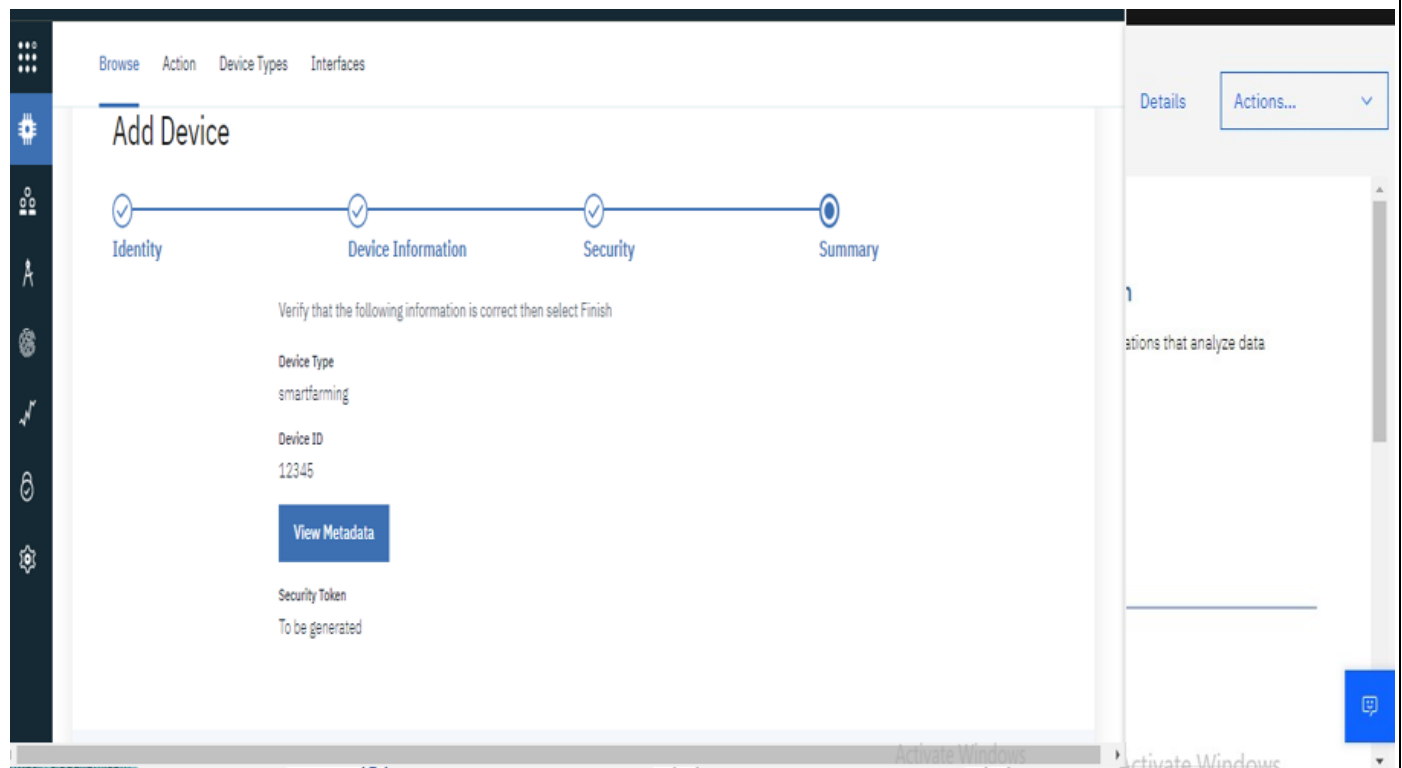 Browse Action Device Types Interfaces
Details Actions...
Add Device
Identity Device Information Security Summary
Verify that the following information is correct then select Finish
ations that analyze data
Device Type
smartfarming
Device ID
12345
View Metadata
Security Token
To be generated
Activate Windows
ctivate Windows